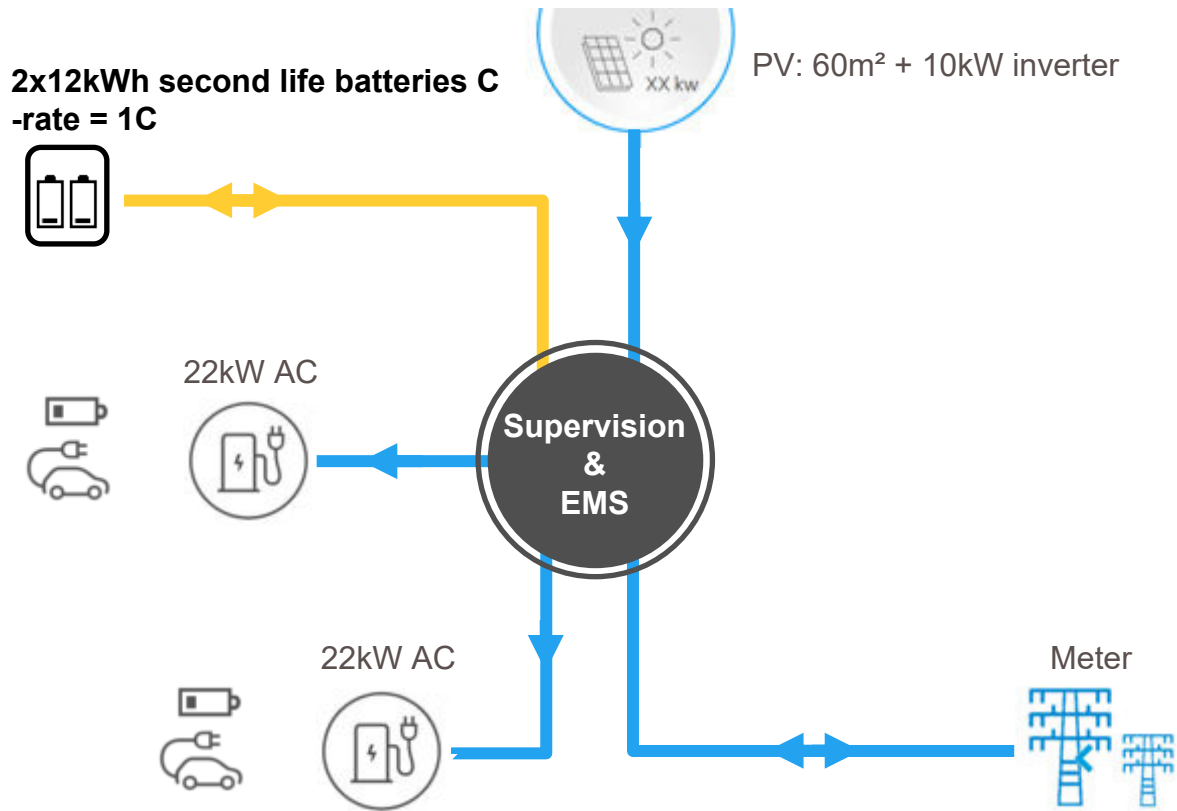 2x12kWh second life batteries C
-rate = 1C
XX kw
PV: 60m² + 10kW inverter
22kW AC
Supervision
&
EMS
22kW AC
Meter